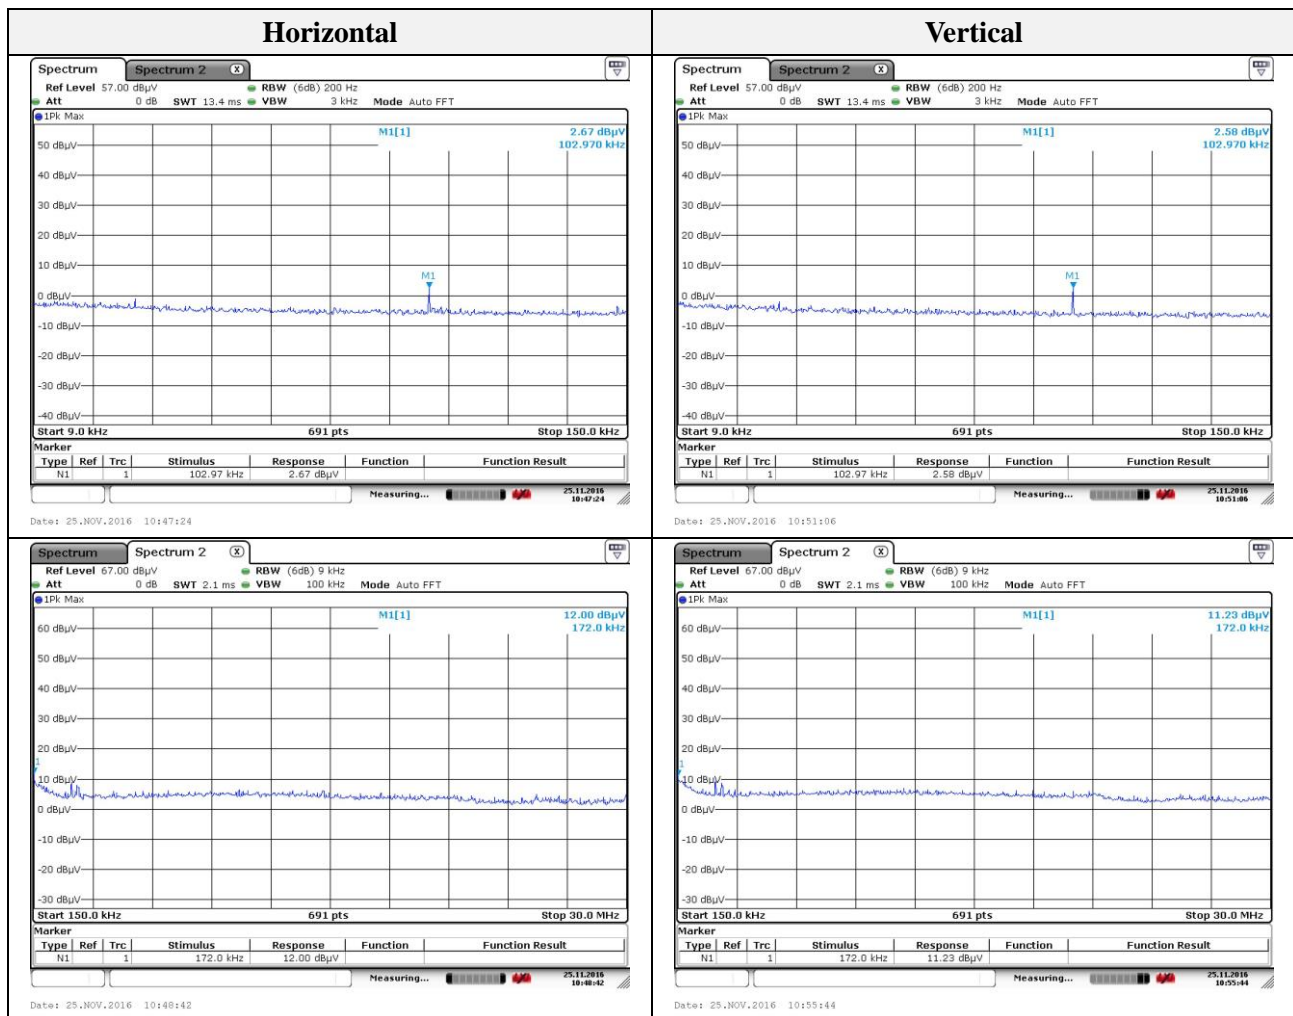 Horizontal
Vertical
Spectrum Spectrum 2 X
Ref Level 57.00 dBµV RBW (6dB) 200 Hz
Att 0 dB SWT 13.4 ms VBW 3 kHz Mode Auto FFT
1Pk Max
M1[1] 2.67 dBµV
102.970 kHz
50 dBµV
40 dBµV
30 dBµV
20 dBµV
10 dBµV
M1
0 dBµV
-10 dBµV
-20 dBµV
-30 dBµV
-40 dBµV
Start 9.0 kHz 691 pts Stop 150.0 kHz
Marker
Type Ref Trc Stimulus Response Function Function Result
N1 1 102.97 kHz 2.67 dBµV
Measuring... 25.11.2016
10:47:24
Date: 25.NOV.2016 10:47:24
Spectrum Spectrum 2 X
Ref Level 57.00 dBµV RBW (6dB) 200 Hz
Att 0 dB SWT 13.4 ms VBW 3 kHz Mode Auto FFT
1Pk Max
M1[1] 2.58 dBµV
102.970 kHz
50 dBµV
40 dBµV
30 dBµV
20 dBµV
10 dBµV
M1
0 dBµV
-10 dBµV
-20 dBµV
-30 dBµV
-40 dBµV
Start 9.0 kHz 691 pts Stop 150.0 kHz
Marker
Type Ref Trc Stimulus Response Function Function Result
N1 1 102.97 kHz 2.58 dBµV
Measuring... 25.11.2016
10:51:06
Date: 25.NOV.2016 10:51:06
Spectrum Spectrum 2 X
Ref Level 67.00 dBµV RBW (6dB) 9 kHz
Att 0 dB SWT 2.1 ms VBW 100 kHz Mode Auto FFT
1Pk Max
M1[1] 12.00 dBµV
172.0 kHz
60 dBµV
50 dBµV
40 dBµV
30 dBµV
20 dBµV
1
10 dBµV
0 dBµV
-10 dBµV
-20 dBµV
-30 dBµV
Start 150.0 kHz 691 pts Stop 30.0 MHz
Marker
Type Ref Trc Stimulus Response Function Function Result
N1 1 172.0 kHz 12.00 dBµV
Measuring... 25.11.2016
10:48:42
Date: 25.NOV.2016 10:48:42
Spectrum Spectrum 2 X
Ref Level 67.00 dBµV RBW (6dB) 9 kHz
Att 0 dB SWT 2.1 ms VBW 100 kHz Mode Auto FFT
1Pk Max
M1[1] 11.23 dBµV
172.0 kHz
60 dBµV
50 dBµV
40 dBµV
30 dBµV
20 dBµV
1
10 dBµV
0 dBµV
-10 dBµV
-20 dBµV
-30 dBµV
Start 150.0 kHz 691 pts Stop 30.0 MHz
Marker
Type Ref Trc Stimulus Response Function Function Result
N1 1 172.0 kHz 11.23 dBµV
Measuring... 25.11.2016
10:55:44
Date: 25.NOV.2016 10:55:44